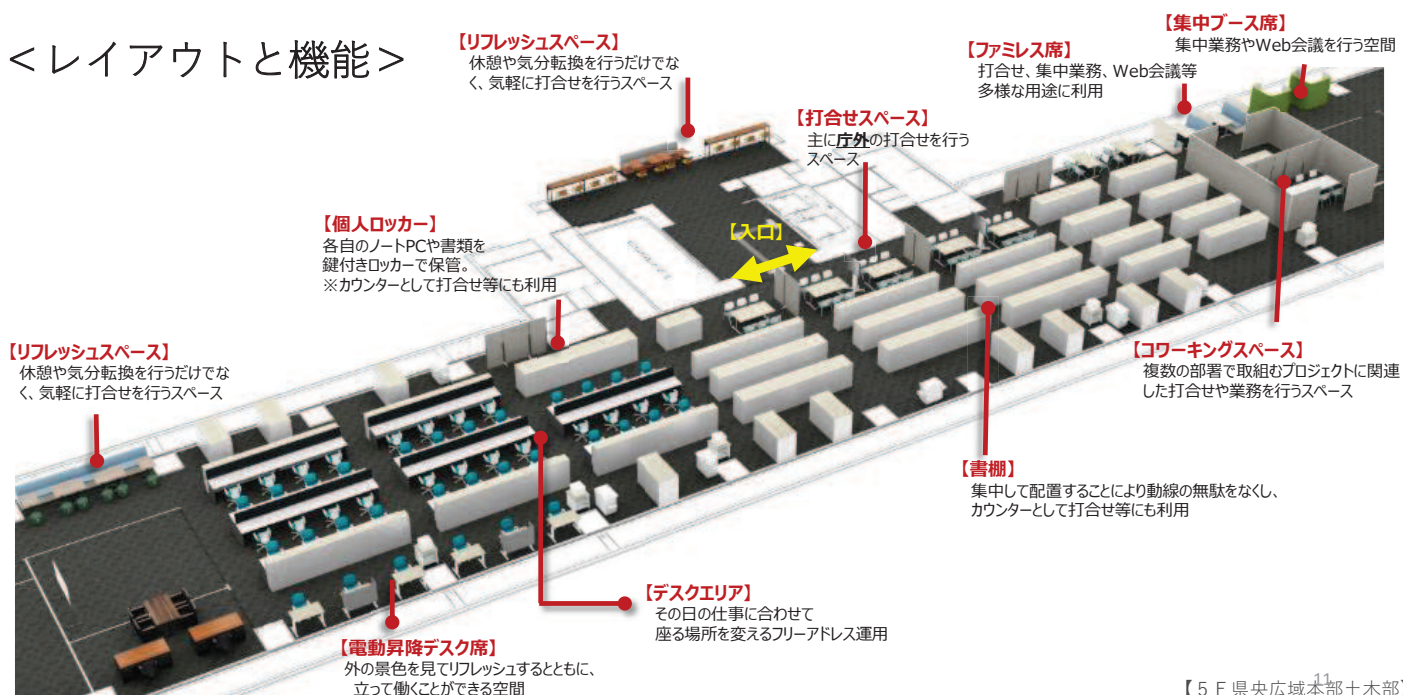 ＜レイアウトと機能＞
【リフレッシュスペース】
休憩や気分転換を行うだけでな
く、気軽に打合せを行うスペース
【ファミレス席】
打合せ、集中業務、Web会議等
多様な用途に利用
【集中ブース席】
集中業務やWeb会議を行う空間
【打合せスペース】
主に庁外の打合せを行う
スペース
【個人ロッカー】
各自のノートPCや書類を
鍵付きロッカーで保管。
※カウンターとして打合せ等にも利用
【入口】
【リフレッシュスペース】
休憩や気分転換を行うだけでな
く、気軽に打合せを行うスペース
【コワーキングスペース】
複数の部署で取組むプロジェクトに関連
した打合せや業務を行うスペース
【書棚】
集中して配置することにより動線の無駄をなくし、
カウンターとして打合せ等にも利用
【デスクエリア】
その日の仕事に合わせて
座る場所を変えるフリーアドレス運用
【電動昇降デスク席】
外の景色を見てリフレッシュするとともに、
立って働くことができる空間
11
【５Ｆ県央広域本部土木部】